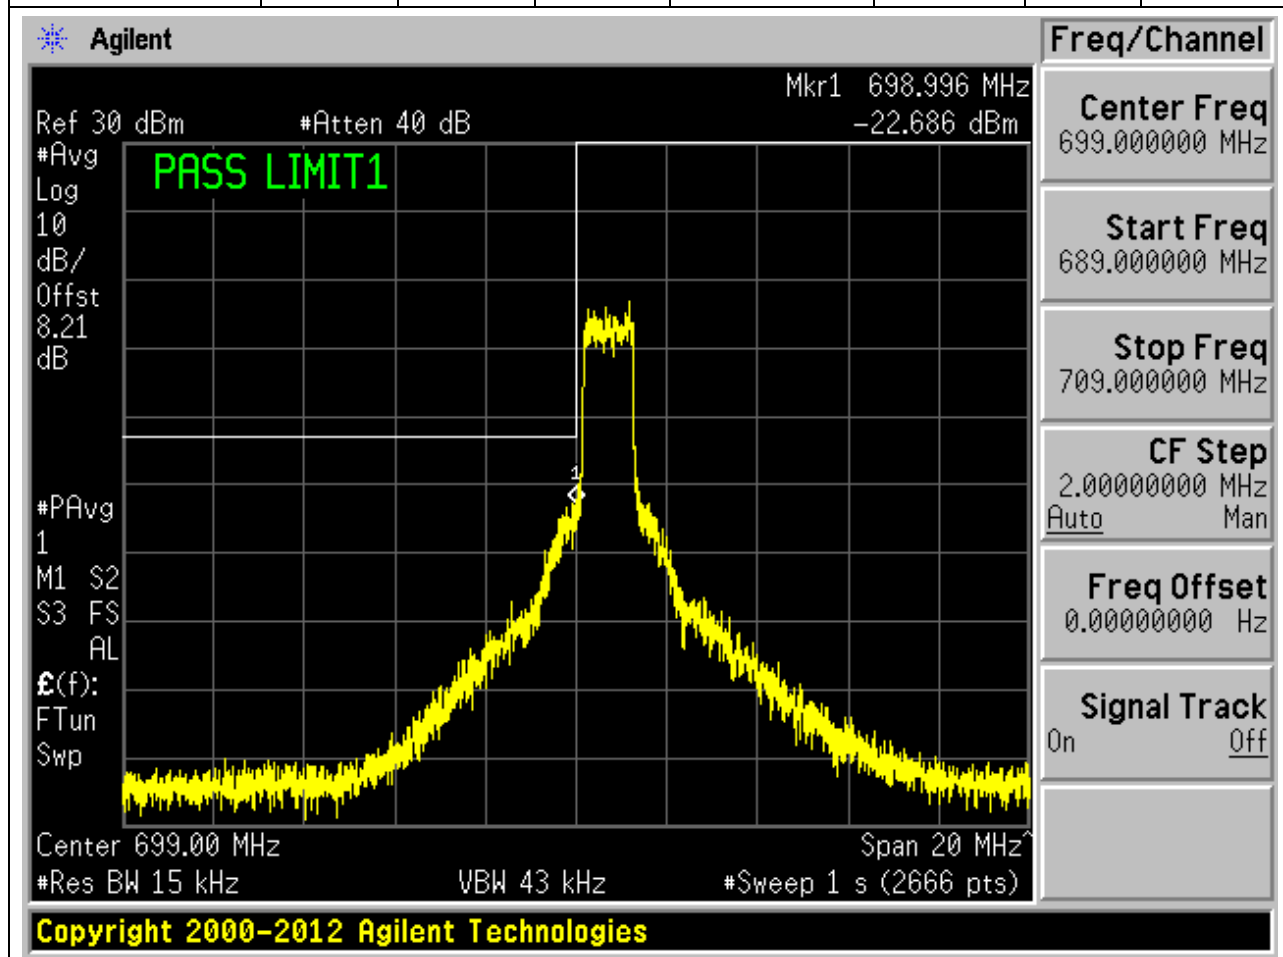 Agilent
Freq/Channel
Mkr1 698.996 MHz
Ref 30 dBm #Atten 40 dB -22.686 dBm
#Avg
Log
10
dB/
Offst
8.21
dB
PASS LIMIT1
1
#PAvg
1
M1 S2
S3 FS
AL
£(f):
FTun
Swp
Center 699.00 MHz Span 20 MHz^
#Res BW 15 kHz VBW 43 kHz #Sweep 1 s (2666 pts)
Copyright 2000-2012 Agilent Technologies
Center Freq
699.000000 MHz
Start Freq
689.000000 MHz
Stop Freq
709.000000 MHz
CF Step
2.00000000 MHz
Auto Man
Freq Offset
0.00000000 Hz
Signal Track
On Off